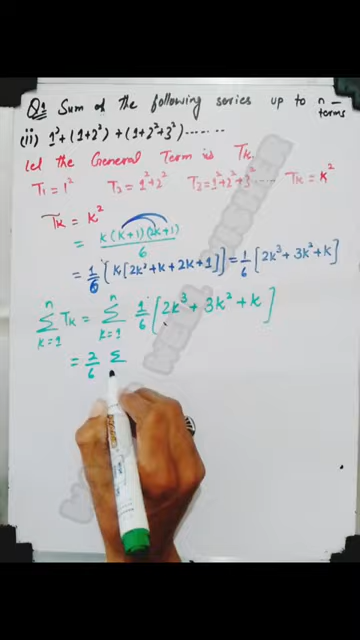 Q1 Sum of the following series up to n-terms
(ii) 1² + (1+2²) + (1+2²+3²) .......
Let the General Term is Tk
T₁=1² T₂=1²+2² T₂=1²+2²+3² ..... Tk=k²
Tk = k²
= k(k+1)(2k+1)/6
= 1/6 [k{2k²+k+2k+1}] = 1/6 [2k³+3k²+k]
n∑k=1 Tk = n∑k=1 1/6 [2k³+3k²+k]
= 2/6 Σ